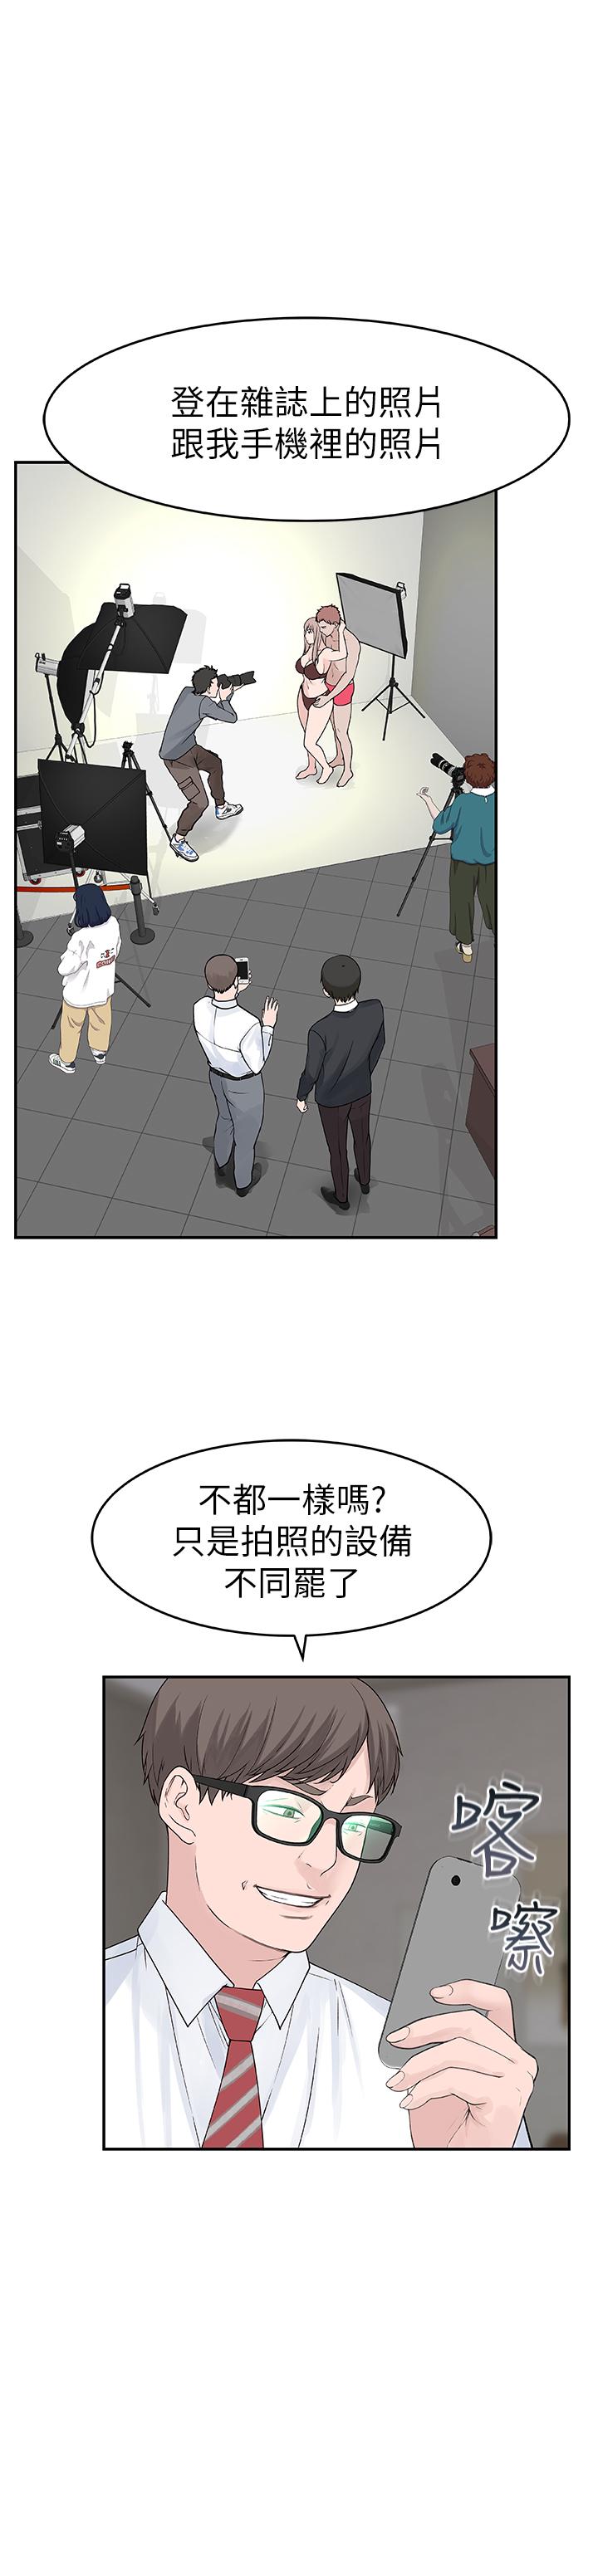 登在雜誌上的照片
跟我手機裡的照片
不都一樣嗎?
只是拍照的設備
不同罷了
喀
嚓